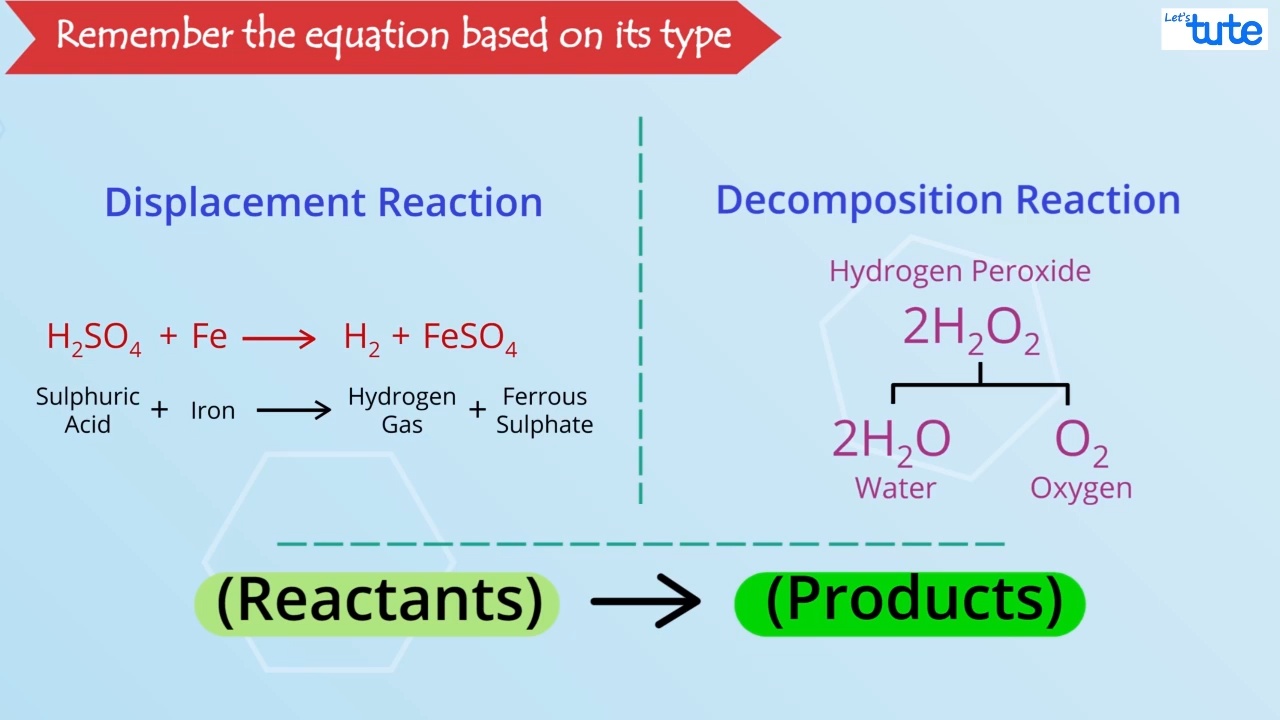 Remember the equation based on its type
Let's
tute
Displacement Reaction
H₂SO₄ + Fe ⟶ H₂ + FeSO₄
Sulphuric Acid + Iron ⟶ Hydrogen Gas + Ferrous Sulphate
Decomposition Reaction
Hydrogen Peroxide
2H₂O₂
2H₂O O₂
Water Oxygen
(Reactants) → (Products)